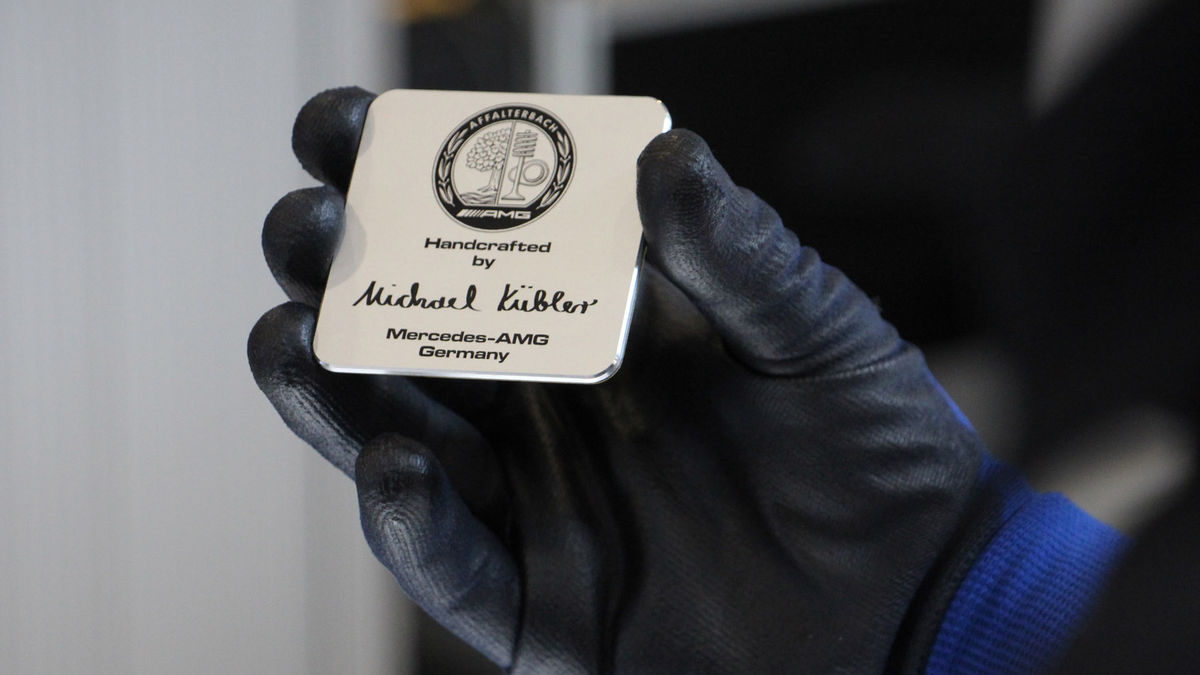 AFFALTERBACH
AMG
Handcrafted
by
Michael Kübler
Mercedes-AMG
Germany